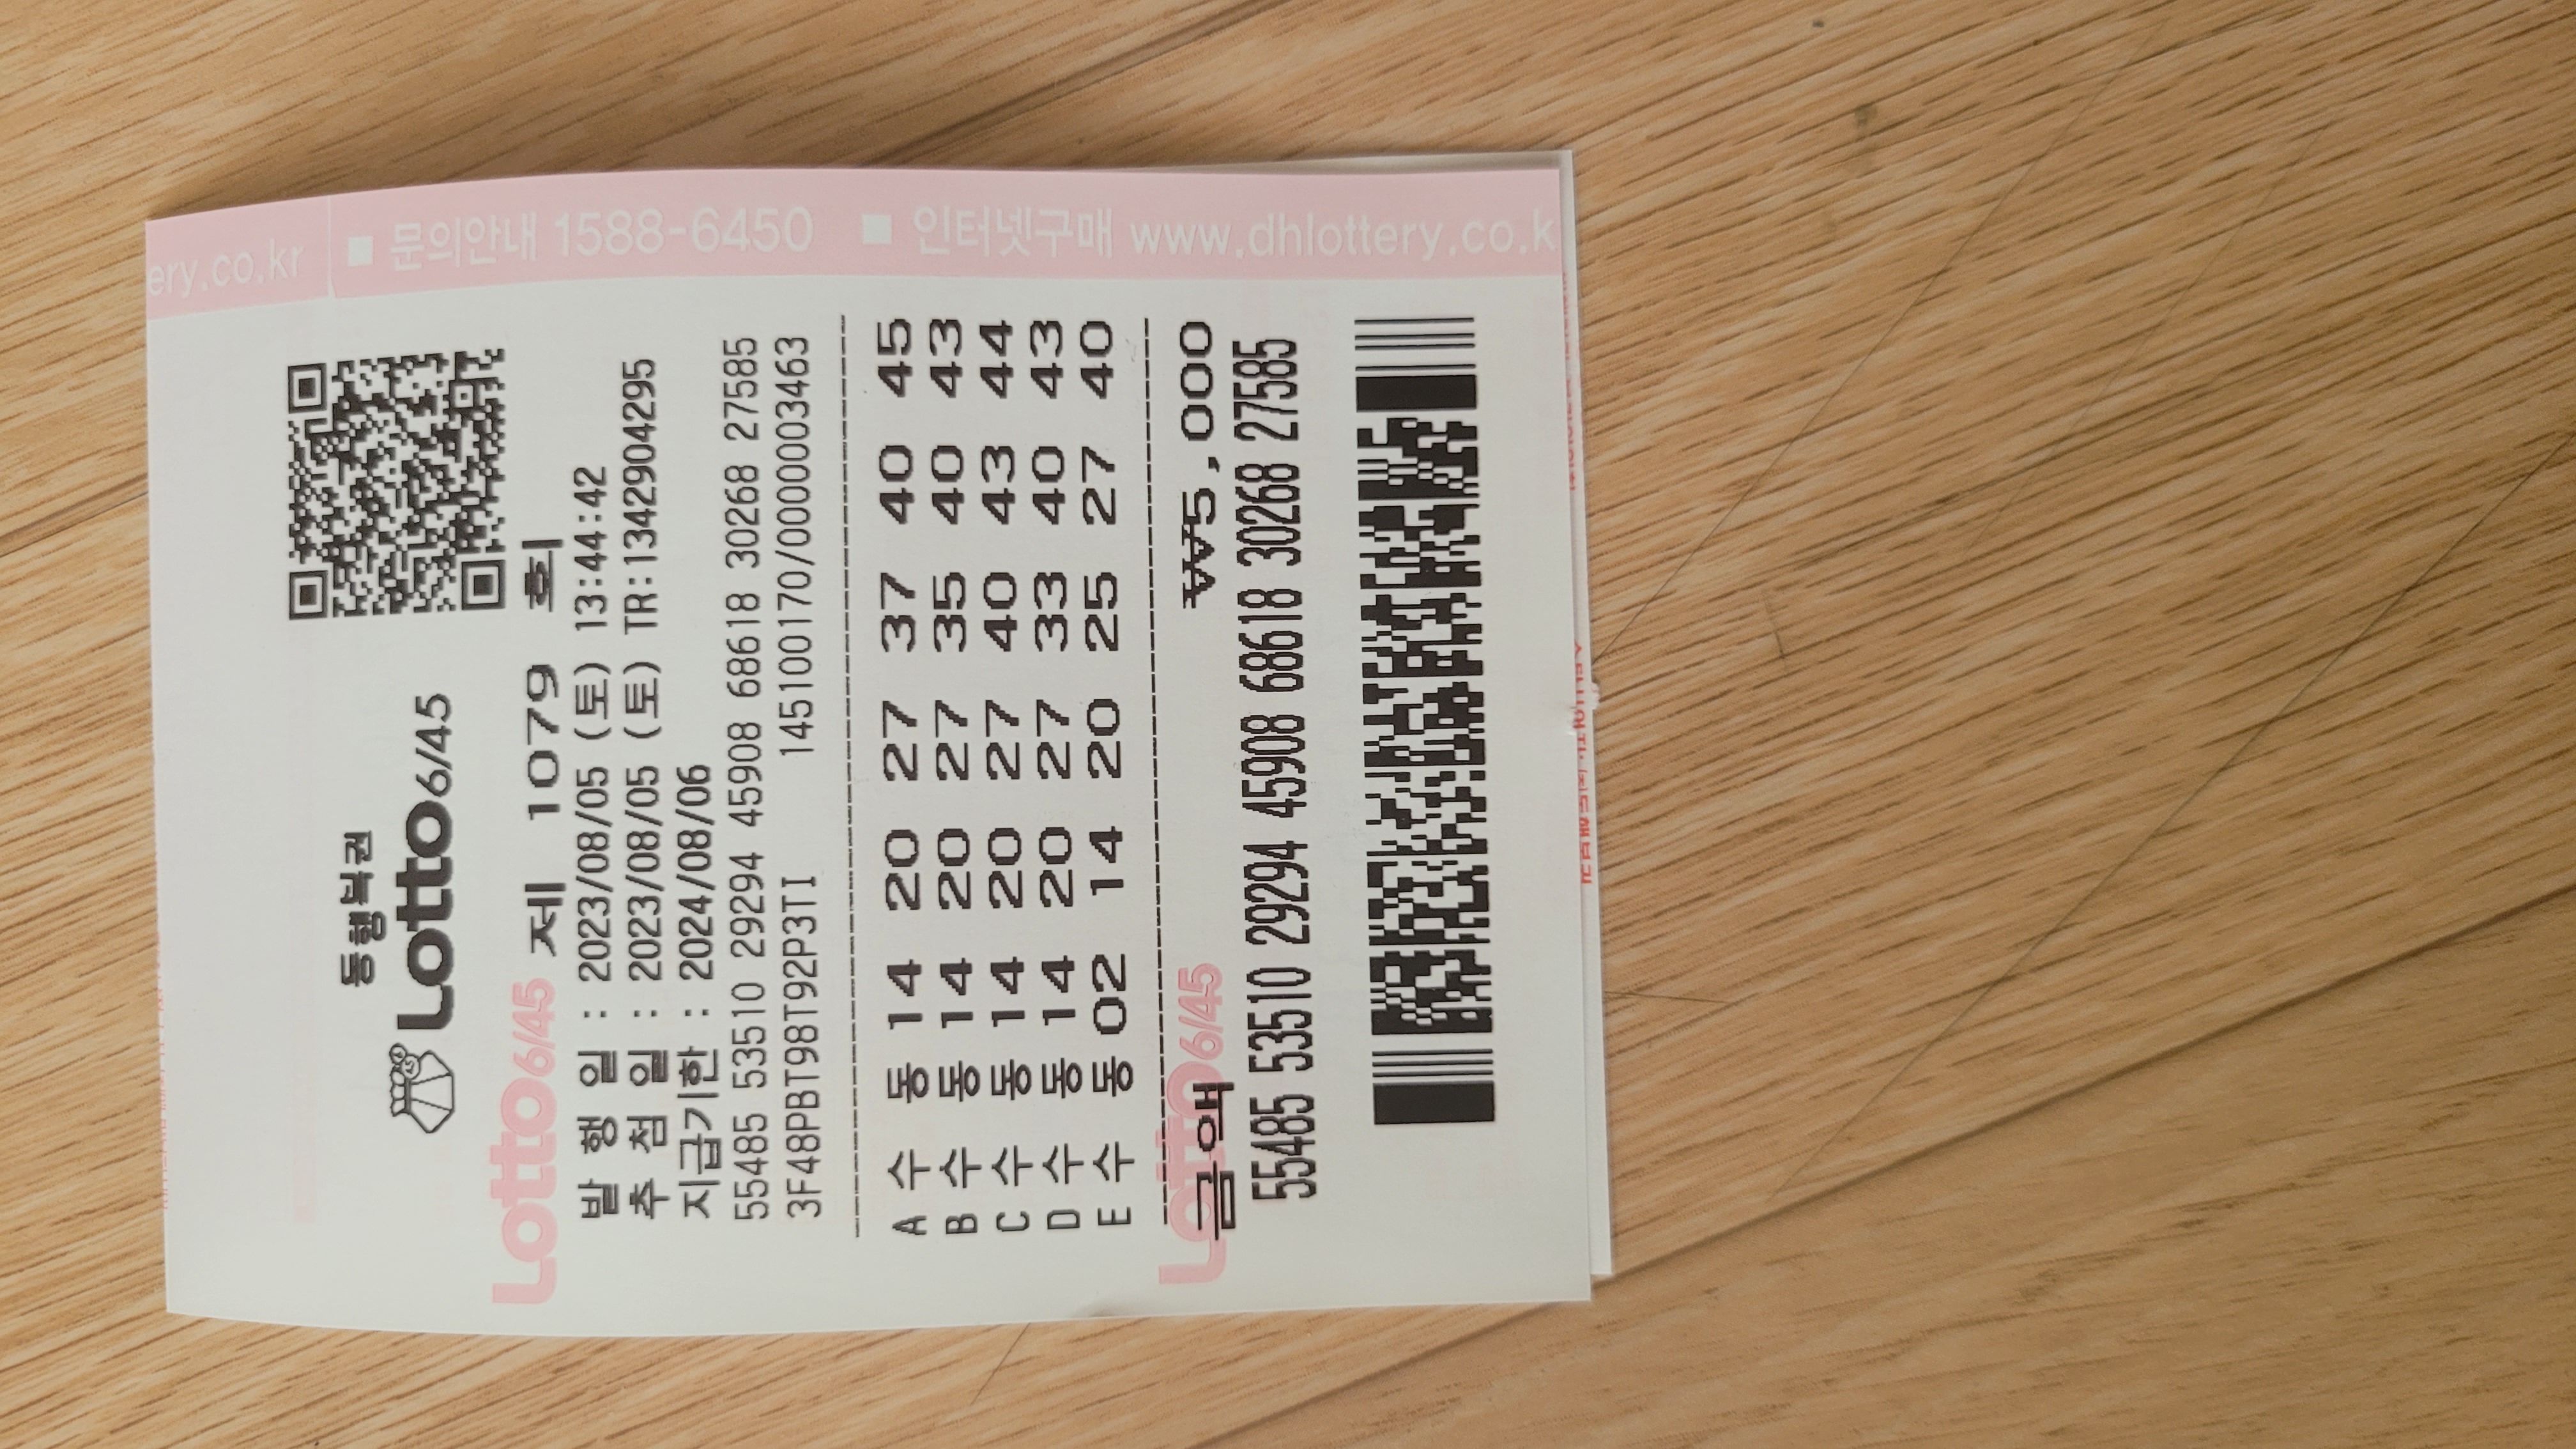 동행복권
Lotto6/45
Lotto6/45 제 1079 회
발 행 일 : 2023/08/05 (토) 13:44:42
추 첨 일 : 2023/08/05 (토) TR:13429042​95
지급기한 : 2024/08/06
55485 53510 29294 45908 68618 30268 27585
3F48PBT98T92P3TI 145100170/0000003463
A 수 동 14 20 27 37 40 45
B 수 동 14 20 27 35 40 43
C 수 동 14 20 27 40 43 44
D 수 동 14 20 27 33 40 43
E 수 동 02 14 20 25 27 40
Lotto6/45
금액 ₩5,000
55485 53510 29294 45908 68618 30268 27585
ery.co.kr ■ 문의안내 1588-6450 ■ 인터넷구매 www.dhlottery.co.k